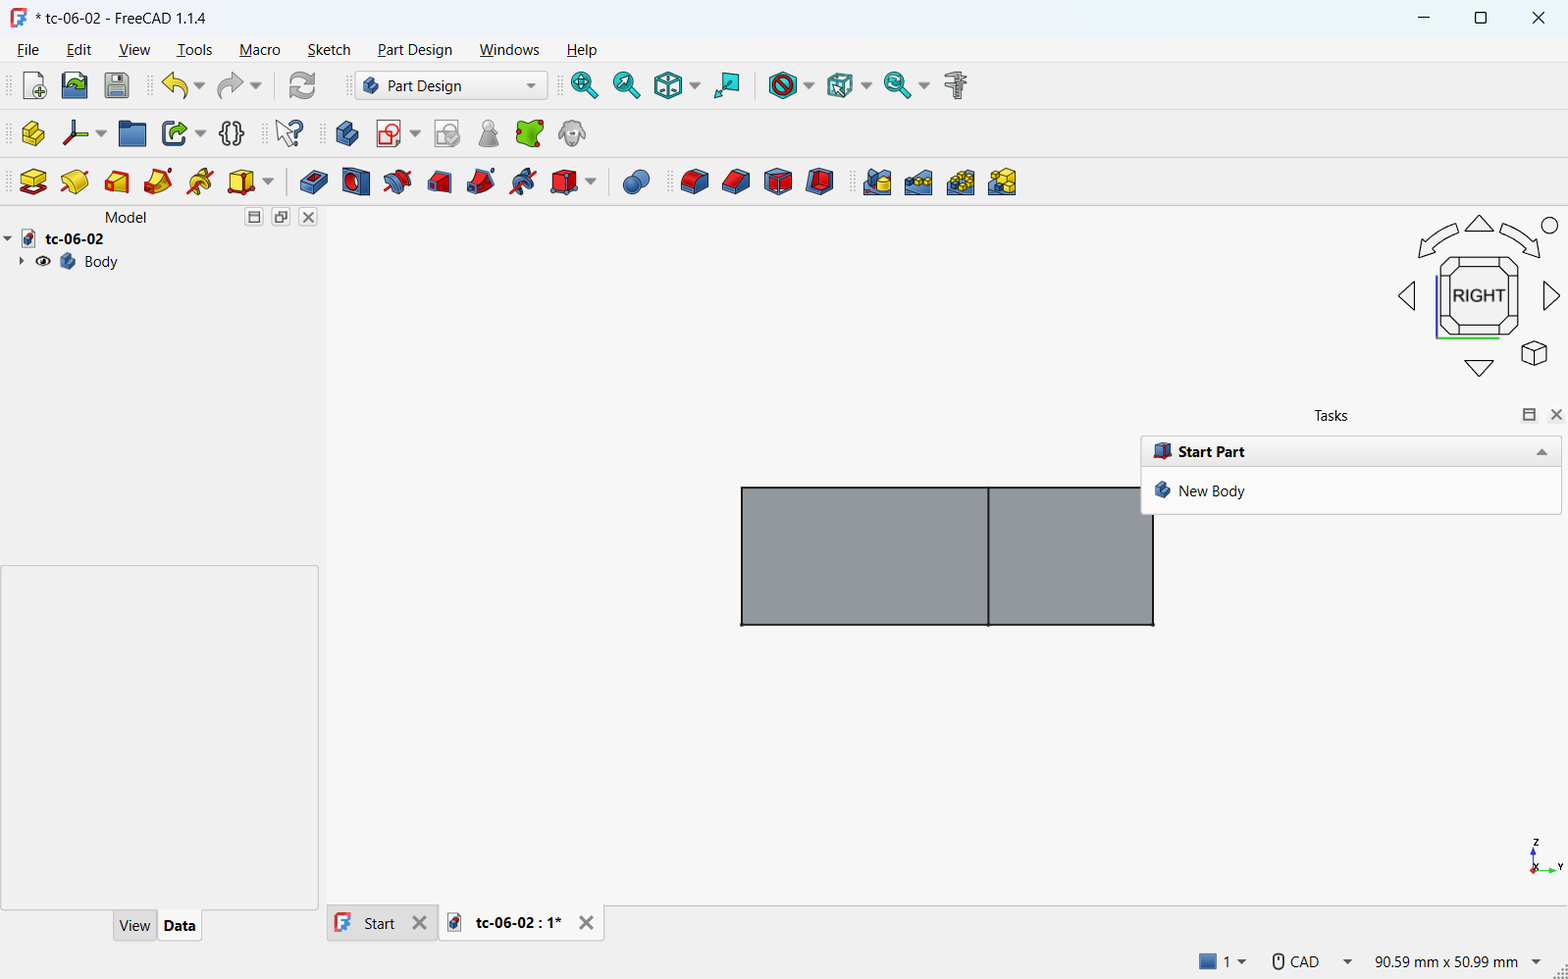 * tc-06-02 - FreeCAD 1.1.4
File Edit View Tools Macro Sketch Part Design Windows Help
Part Design
Model
tc-06-02
Body
RIGHT
Tasks
Start Part
New Body
Z
X Y
View Data
Start tc-06-02 : 1*
1 CAD 90.59 mm x 50.99 mm